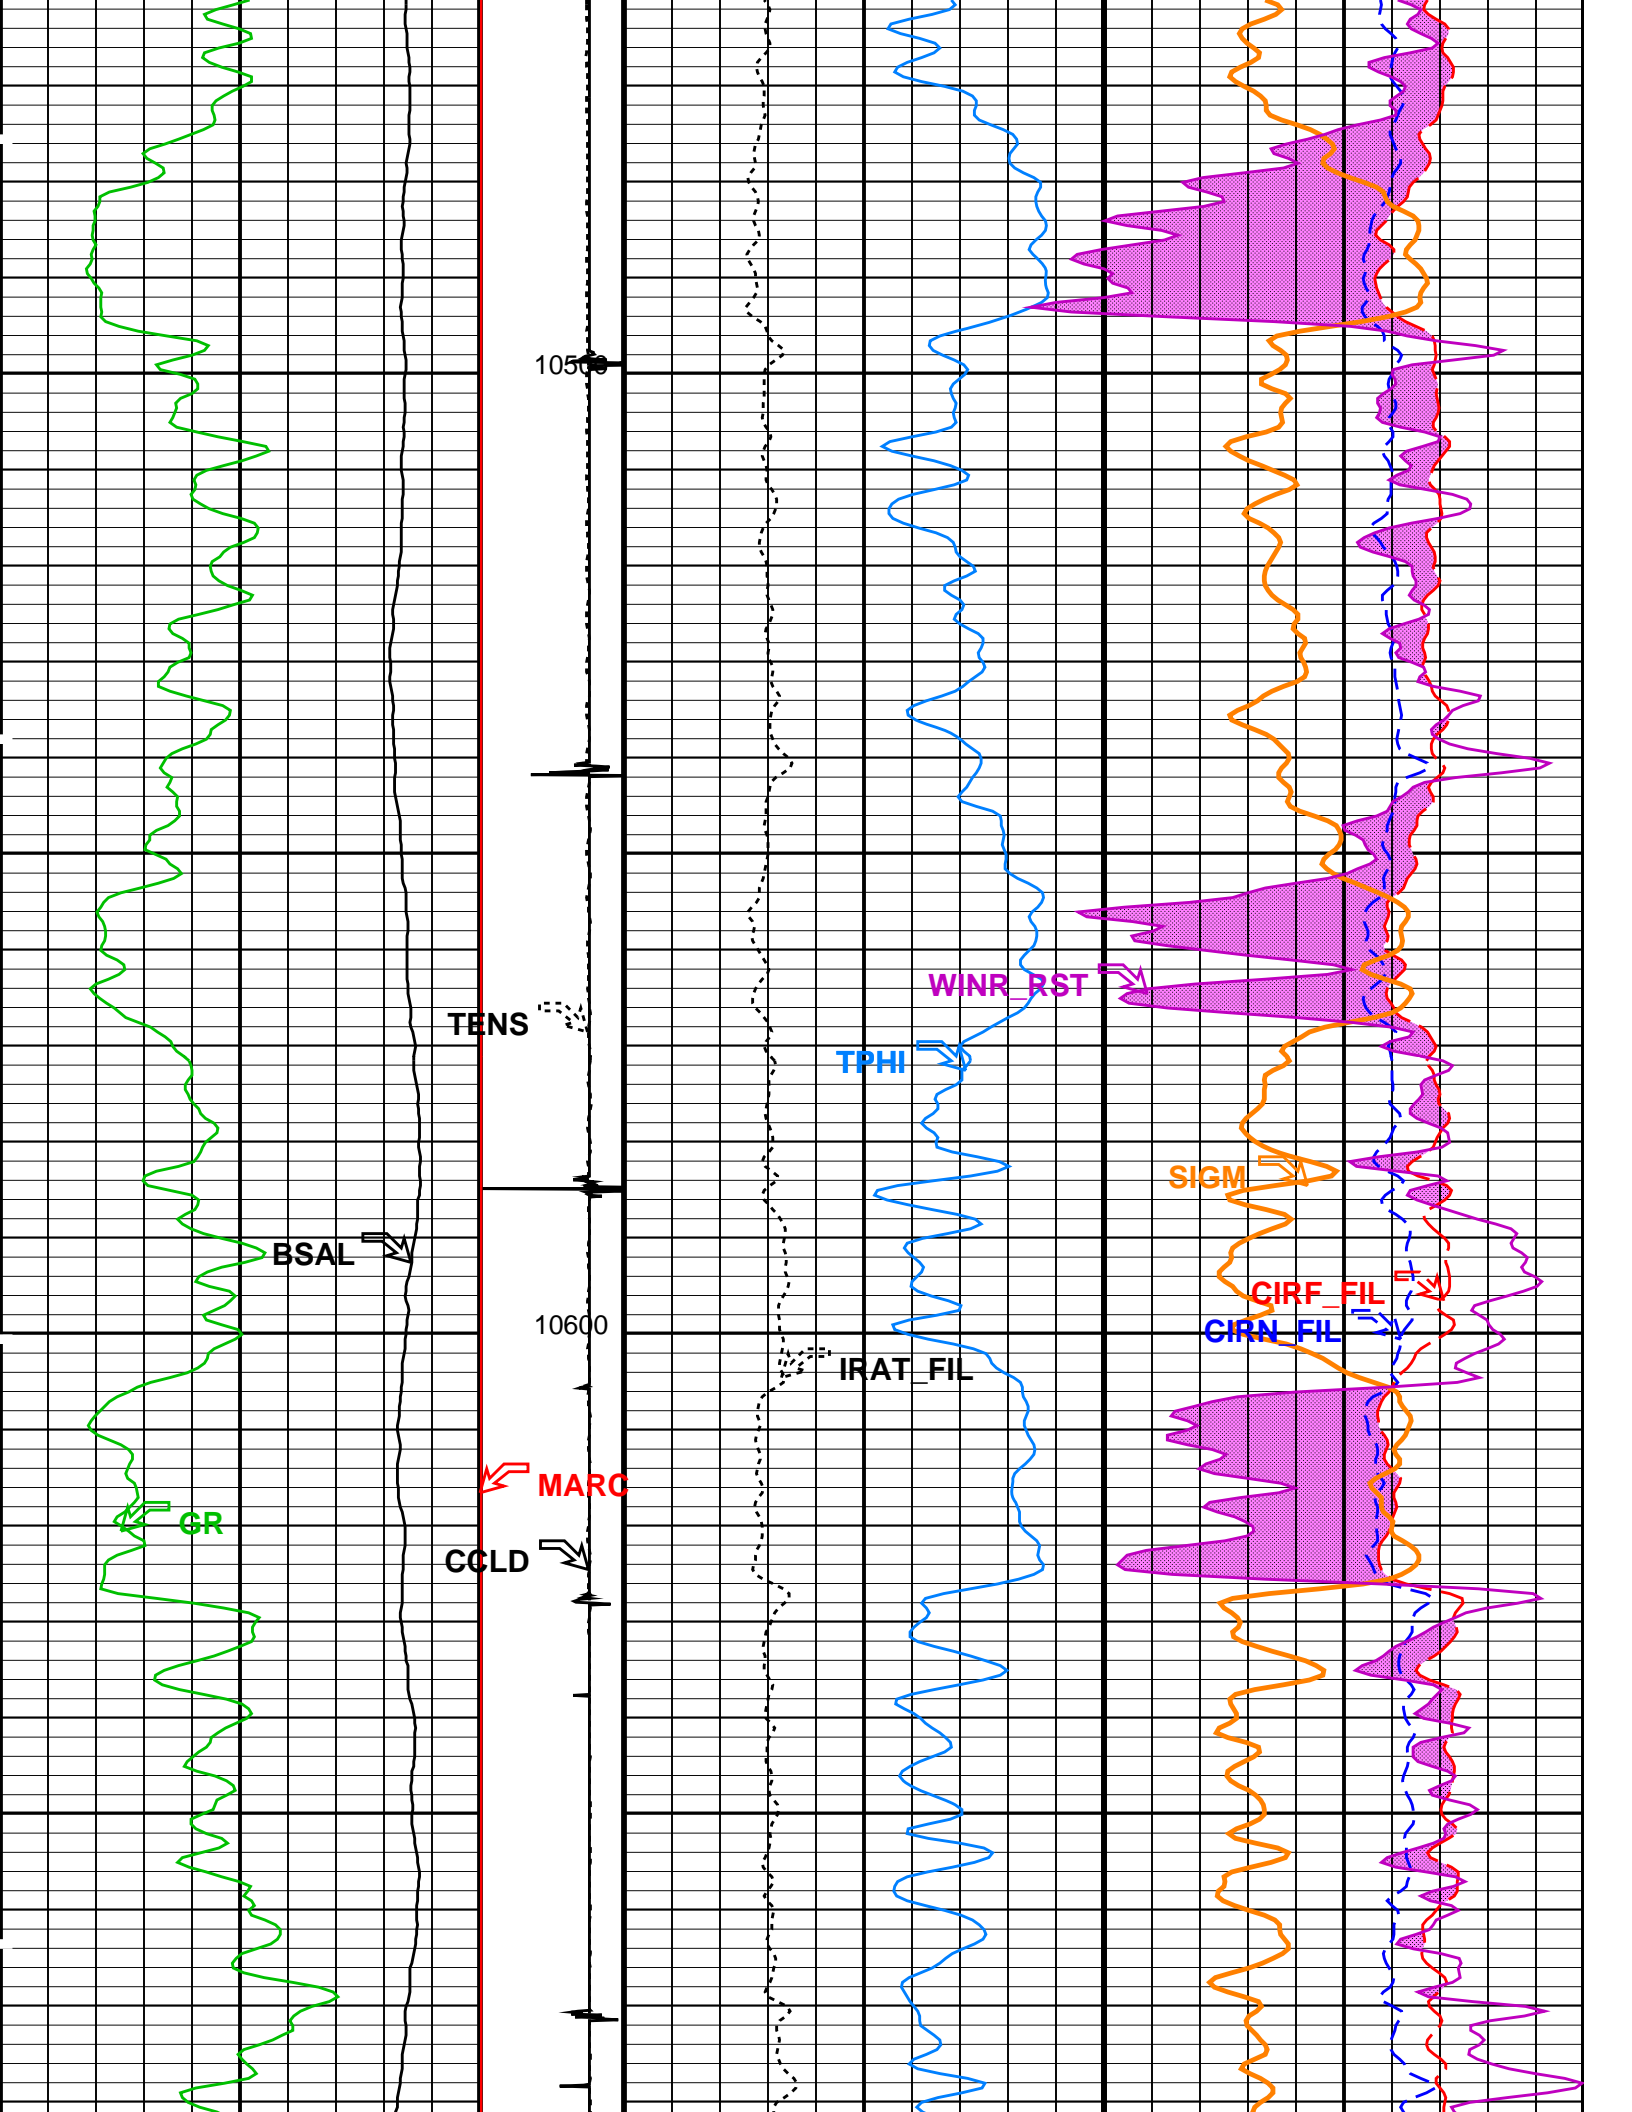 10500
WINR_RST
TENS
TPHI
SIGM
BSAL
CIRF_FIL
10600
CIRN_FIL
IRAT_FIL
MARC
GR
CCLD